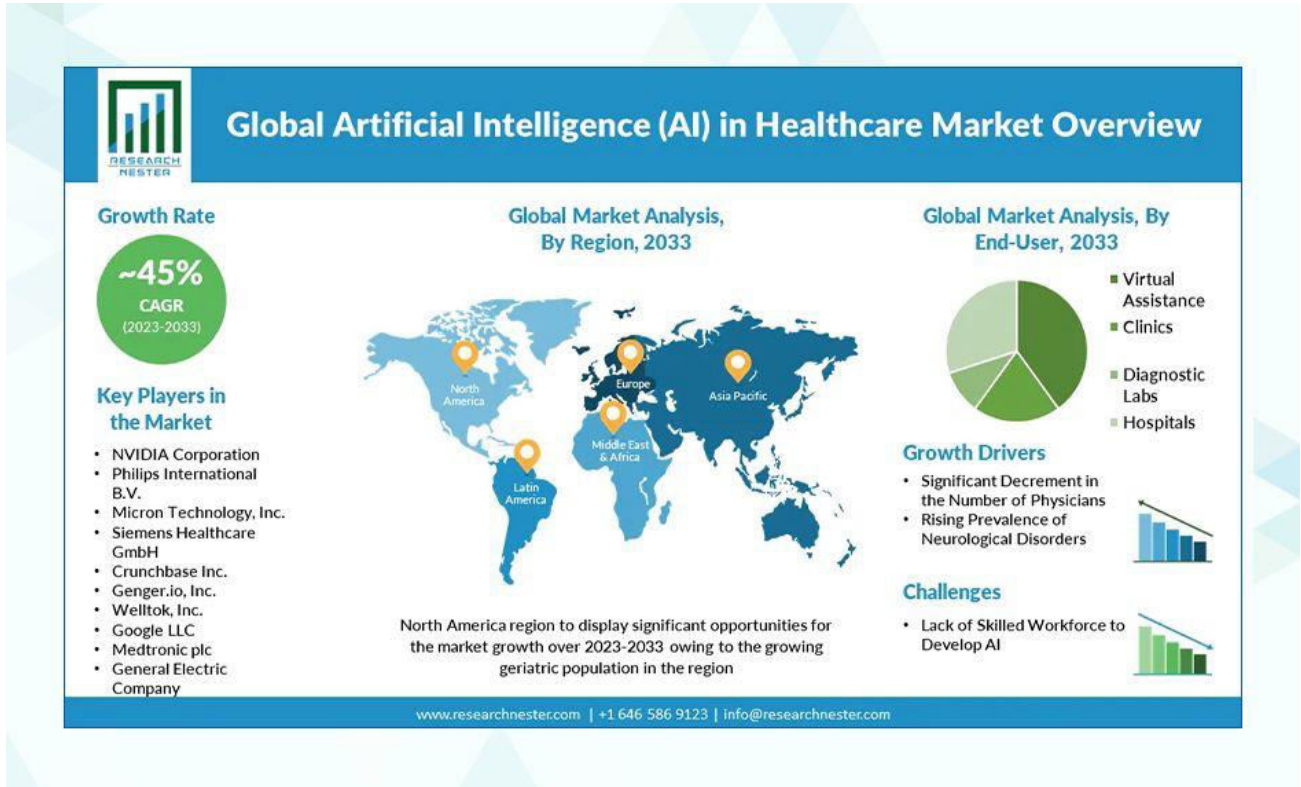 RESEARCH
NESTER
Global Artificial Intelligence (AI) in Healthcare Market Overview
Growth Rate
~45%
CAGR
(2023-2033)
Key Players in
the Market
• NVIDIA Corporation
• Philips International
B.V.
• Micron Technology, Inc.
• Siemens Healthcare
GmbH
• Crunchbase Inc.
• Genger.io, Inc.
• Welltok, Inc.
• Google LLC
• Medtronic plc
• General Electric
Company
Global Market Analysis,
By Region, 2033
North
America
Europe
Asia Pacific
Middle East
& Africa
Latin
America
North America region to display significant opportunities for
the market growth over 2023-2033 owing to the growing
geriatric population in the region
Global Market Analysis, By
End-User, 2033
Virtual
Assistance
Clinics
Diagnostic
Labs
Hospitals
Growth Drivers
• Significant Decrement in
the Number of Physicians
• Rising Prevalence of
Neurological Disorders
Challenges
• Lack of Skilled Workforce to
Develop AI
www.researchnester.com | +1 646 586 9123 | info@researchnester.com